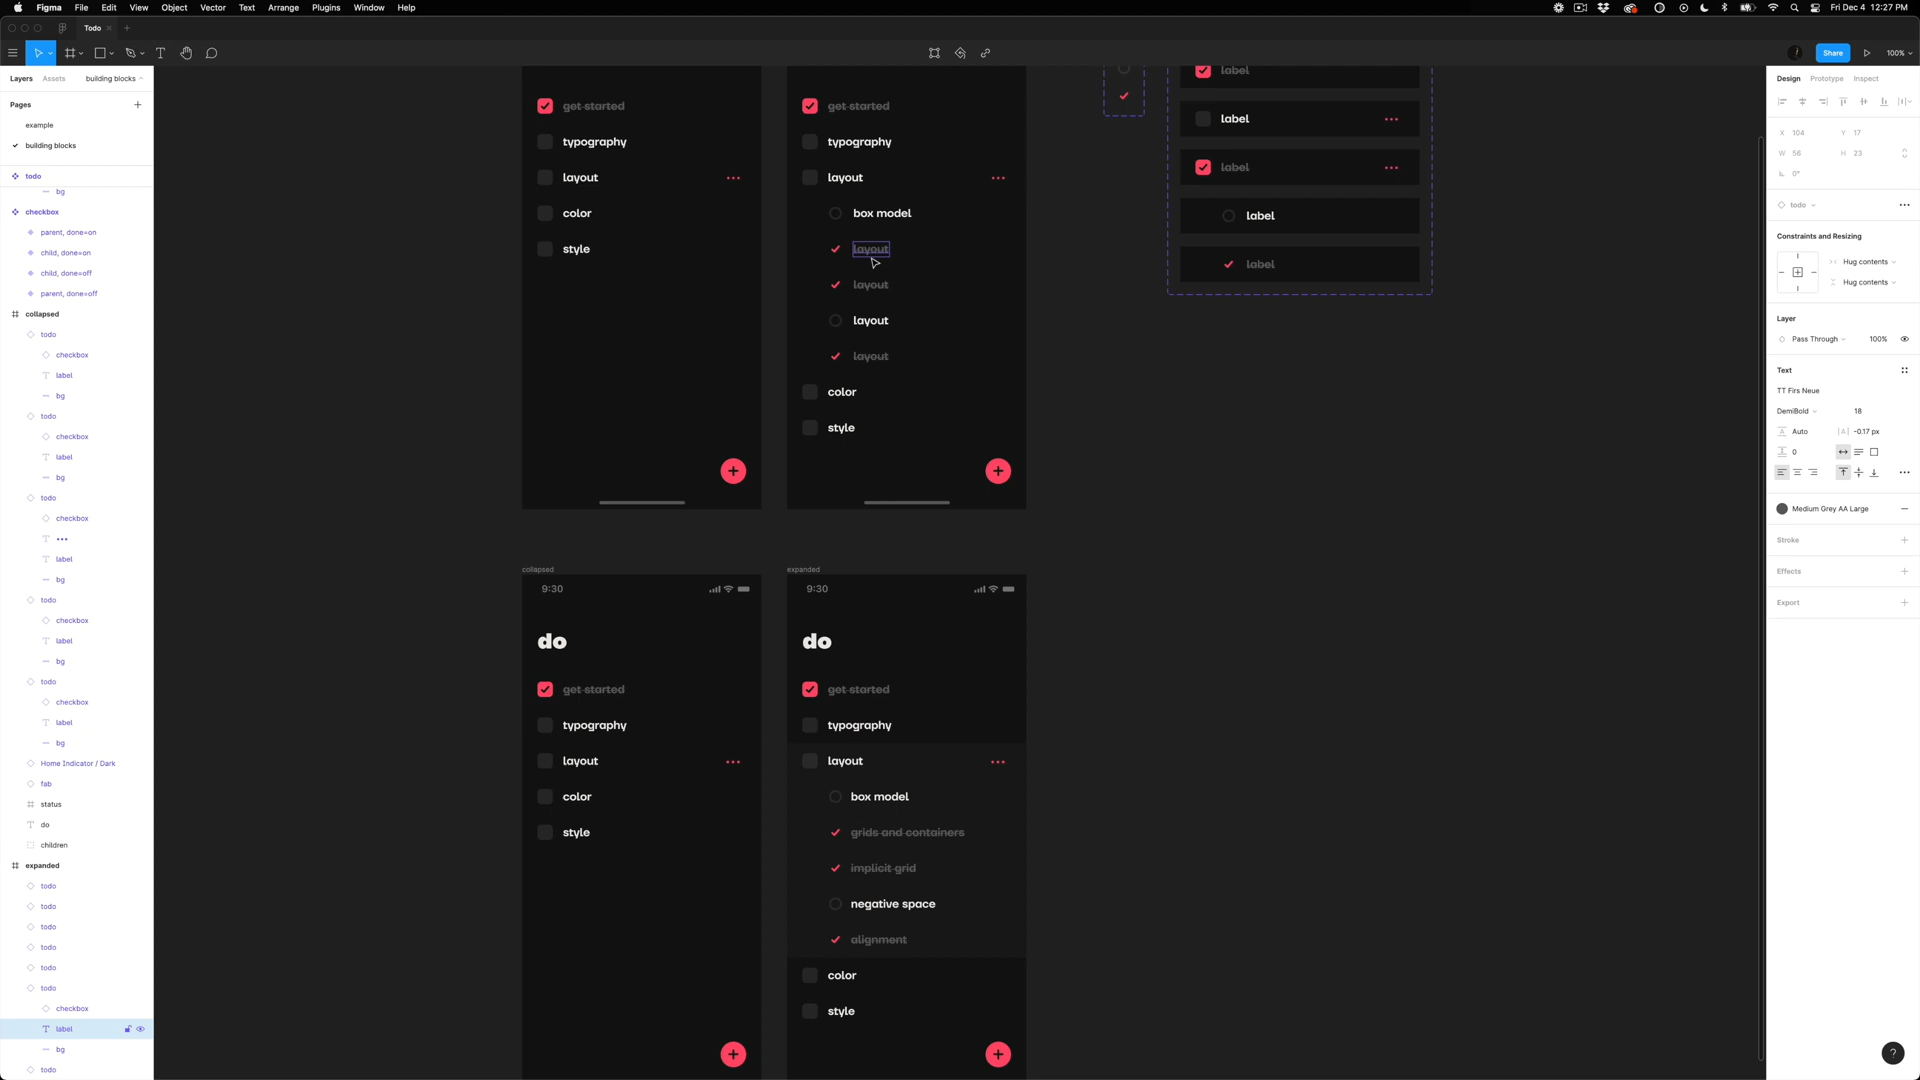 Figma File Edit View Object Vector Text Arrange Plugins Window Help
Fri Dec 4 12:27 PM
Todo
Share
100%
Layers Assets building blocks
Pages
example
building blocks
todo
bg
checkbox
parent, done=on
child, done=on
child, done=off
parent, done=off
collapsed
todo
checkbox
label
bg
todo
checkbox
label
bg
todo
checkbox
•••
label
bg
todo
checkbox
label
bg
todo
checkbox
label
bg
Home Indicator / Dark
fab
status
do
children
expanded
todo
todo
todo
todo
todo
todo
checkbox
label
bg
todo
get started
typography
layout
color
style
get started
typography
layout
box model
layout
layout
layout
layout
color
style
label
label
label
label
label
collapsed
9:30
do
get started
typography
layout
color
style
expanded
9:30
do
get started
typography
layout
box model
grids and containers
implicit grid
negative space
alignment
color
style
Design Prototype Inspect
X 104 Y 17
W 56 H 23
0°
todo
Constraints and Resizing
Hug contents
Hug contents
Layer
Pass Through 100%
Text
TT Firs Neue
DemiBold 18
Auto -0.17 px
0
Medium Grey AA Large
Stroke
Effects
Export
?